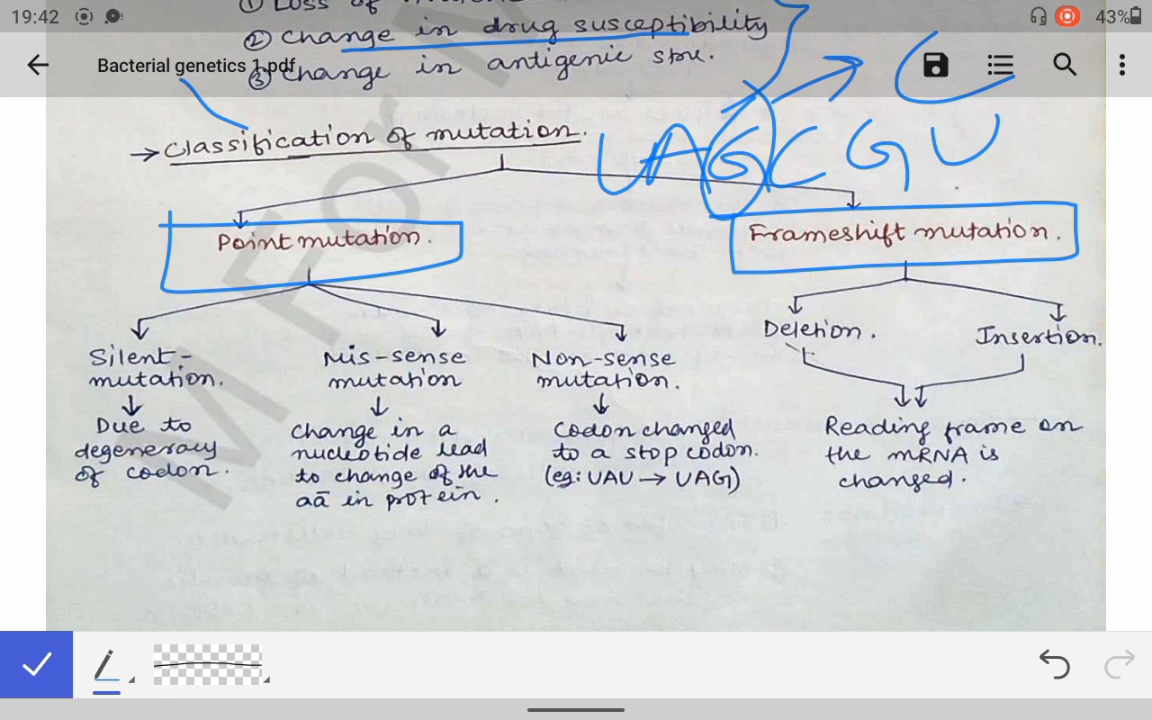 19:42
43%
① Loss of
② Change in drug susceptibility
Bacterial genetics 1.pdf
③ Change in antigenic stru.
→ Classification of mutation.
UAGCGU
Point mutation.
Frameshift mutation.
Silent - mutation.
Mis-sense mutation
Non-sense mutation.
Deletion.
Insertion.
Due to degeneracy of codon.
Change in a nucleotide lead to change of the aā in protein.
Codon changed to a stop codon. (eg: UAU → UAG)
Reading frame on the mRNA is changed.
M For M